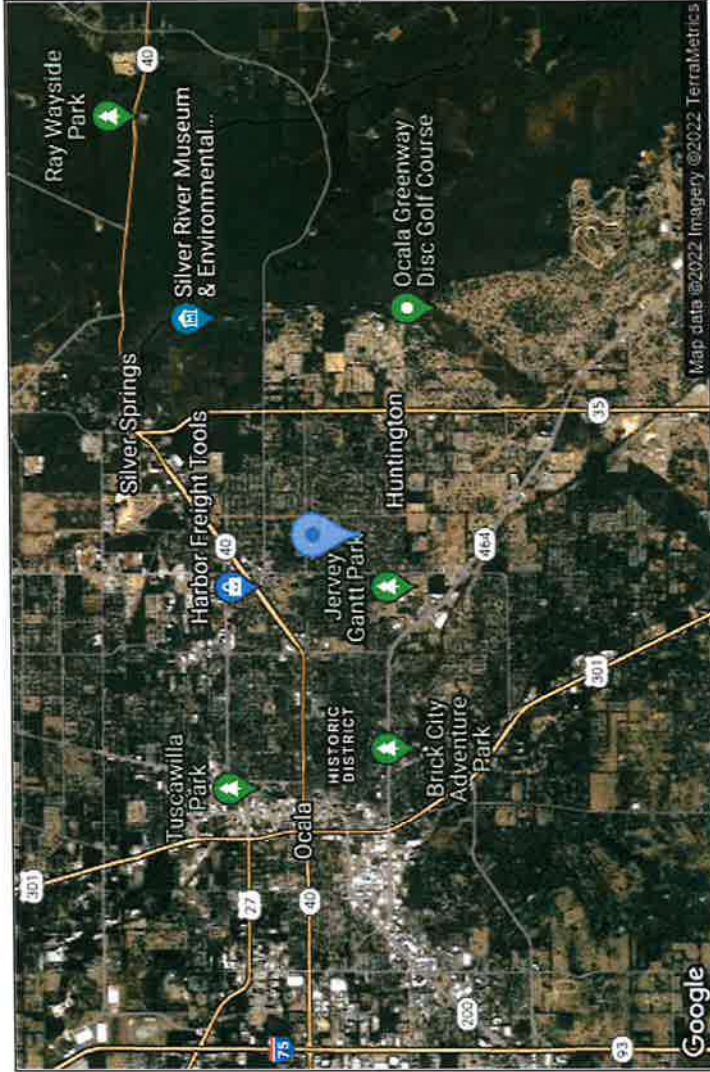 Ray Wayside
Park
40
Silver River Museum
& Environmental...
Silver Springs
Harbor Freight Tools
40
Ocala Greenway
Disc Golf Course
Huntington
35
Jervey
Gantt Park
464
Tuscawilla
Park
HISTORIC
DISTRICT
Brick City
Adventure
Park
301
301
Ocala
27
40
200
75
93
Google
Map data ©2022 Imagery ©2022 TerraMetrics